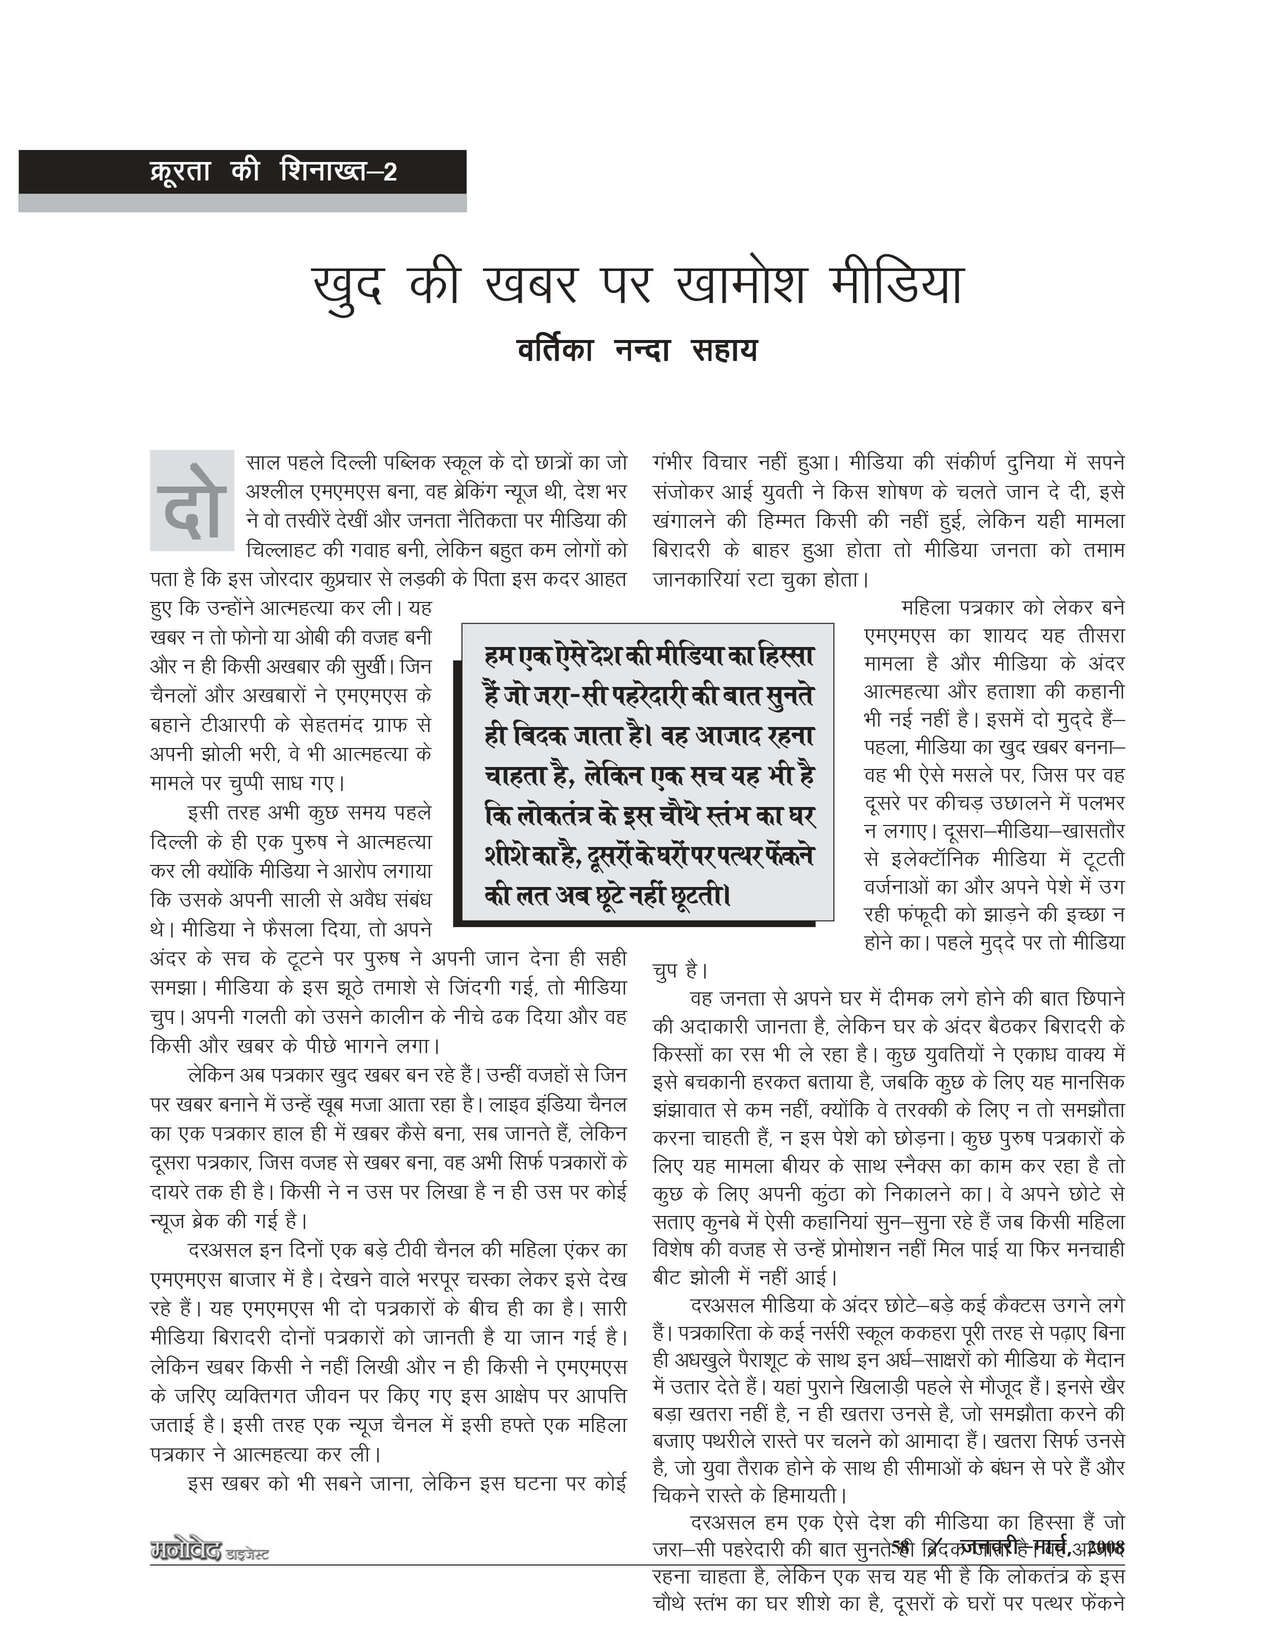 क्रूरता की शिनाख्त–2
खुद की खबर पर खामोश मीडिया
वर्तिका नन्दा सहाय
दो साल पहले दिल्ली पब्लिक स्कूल के दो छात्रों का जो
अश्लील एमएमएस बना, वह ब्रेकिंग न्यूज थी, देश भर
ने वो तस्वीरें देखीं और जनता नैतिकता पर मीडिया की
चिल्लाहट की गवाह बनी, लेकिन बहुत कम लोगों को
पता है कि इस जोरदार कुप्रचार से लड़की के पिता इस कदर आहत
हुए कि उन्होंने आत्महत्या कर ली। यह
खबर न तो फोनो या ओबी की वजह बनी
और न ही किसी अखबार की सुर्खी। जिन
चैनलों और अखबारों ने एमएमएस के
बहाने टीआरपी के सेहतमंद ग्राफ से
अपनी झोली भरी, वे भी आत्महत्या के
मामले पर चुप्पी साध गए।
इसी तरह अभी कुछ समय पहले
दिल्ली के ही एक पुरुष ने आत्महत्या
कर ली क्योंकि मीडिया ने आरोप लगाया
कि उसके अपनी साली से अवैध संबंध
थे। मीडिया ने फैसला दिया, तो अपने
अंदर के सच के टूटने पर पुरुष ने अपनी जान देना ही सही
समझा। मीडिया के इस झूठे तमाशे से जिंदगी गई, तो मीडिया
चुप। अपनी गलती को उसने कालीन के नीचे ढक दिया और वह
किसी और खबर के पीछे भागने लगा।
लेकिन अब पत्रकार खुद खबर बन रहे हैं। उन्हीं वजहों से जिन
पर खबर बनाने में उन्हें खूब मजा आता रहा है। लाइव इंडिया चैनल
का एक पत्रकार हाल ही में खबर कैसे बना, सब जानते हैं, लेकिन
दूसरा पत्रकार, जिस वजह से खबर बना, वह अभी सिर्फ पत्रकारों के
दायरे तक ही है। किसी ने न उस पर लिखा है न ही उस पर कोई
न्यूज ब्रेक की गई है।
दरअसल इन दिनों एक बड़े टीवी चैनल की महिला एंकर का
एमएमएस बाजार में है। देखने वाले भरपूर चस्का लेकर इसे देख
रहे हैं। यह एमएमएस भी दो पत्रकारों के बीच ही का है। सारी
मीडिया बिरादरी दोनों पत्रकारों को जानती है या जान गई है।
लेकिन खबर किसी ने नहीं लिखी और न ही किसी ने एमएमएस
के जरिए व्यक्तिगत जीवन पर किए गए इस आक्षेप पर आपत्ति
जताई है। इसी तरह एक न्यूज चैनल में इसी हफ्ते एक महिला
पत्रकार ने आत्महत्या कर ली।
इस खबर को भी सबने जाना, लेकिन इस घटना पर कोई
हम एक ऐसे देश की मीडिया का हिस्सा
हैं जो जरा-सी पहरेदारी की बात सुनते
ही बिदक जाता है। वह आजाद रहना
चाहता है, लेकिन एक सच यह भी है
कि लोकतंत्र के इस चौथे स्तंभ का घर
शीशे का है, दूसरों के घरों पर पत्थर फेंकने
की लत अब छूटे नहीं छूटती।
गंभीर विचार नहीं हुआ। मीडिया की संकीर्ण दुनिया में सपने
संजोकर आई युवती ने किस शोषण के चलते जान दे दी, इसे
खंगालने की हिम्मत किसी की नहीं हुई, लेकिन यही मामला
बिरादरी के बाहर हुआ होता तो मीडिया जनता को तमाम
जानकारियां रटा चुका होता।
महिला पत्रकार को लेकर बने
एमएमएस का शायद यह तीसरा
मामला है और मीडिया के अंदर
आत्महत्या और हताशा की कहानी
भी नई नहीं है। इसमें दो मुद्दे हैं–
पहला, मीडिया का खुद खबर बनना–
वह भी ऐसे मसले पर, जिस पर वह
दूसरे पर कीचड़ उछालने में पलभर
न लगाए। दूसरा–मीडिया–खासतौर
से इलेक्टॉनिक मीडिया में टूटती
वर्जनाओं का और अपने पेशे में उग
रही फंफूदी को झाड़ने की इच्छा न
होने का। पहले मुद्दे पर तो मीडिया
चुप है।
वह जनता से अपने घर में दीमक लगे होने की बात छिपाने
की अदाकारी जानता है, लेकिन घर के अंदर बैठकर बिरादरी के
किस्सों का रस भी ले रहा है। कुछ युवतियों ने एकाध वाक्य में
इसे बचकानी हरकत बताया है, जबकि कुछ के लिए यह मानसिक
झंझावात से कम नहीं, क्योंकि वे तरक्की के लिए न तो समझौता
करना चाहती हैं, न इस पेशे को छोड़ना। कुछ पुरुष पत्रकारों के
लिए यह मामला बीयर के साथ स्नैक्स का काम कर रहा है तो
कुछ के लिए अपनी कुंठा को निकालने का। वे अपने छोटे से
सताए कुनबे में ऐसी कहानियां सुन–सुना रहे हैं जब किसी महिला
विशेष की वजह से उन्हें प्रोमोशन नहीं मिल पाई या फिर मनचाही
बीट झोली में नहीं आई।
दरअसल मीडिया के अंदर छोटे–बड़े कई कैक्टस उगने लगे
हैं। पत्रकारिता के कई नर्सरी स्कूल ककहरा पूरी तरह से पढ़ाए बिना
ही अधखुले पैराशूट के साथ इन अर्ध–साक्षरों को मीडिया के मैदान
में उतार देते हैं। यहां पुराने खिलाड़ी पहले से मौजूद हैं। इनसे खैर
बड़ा खतरा नहीं है, न ही खतरा उनसे है, जो समझौता करने की
बजाए पथरीले रास्ते पर चलने को आमादा हैं। खतरा सिर्फ उनसे
है, जो युवा तैराक होने के साथ ही सीमाओं के बंधन से परे हैं और
चिकने रास्ते के हिमायती।
दरअसल हम एक ऐसे देश की मीडिया का हिस्सा हैं जो
जरा–सी पहरेदारी की बात सुनते ही बिदक जाता है। वह आजाद
रहना चाहता है, लेकिन एक सच यह भी है कि लोकतंत्र के इस
चौथे स्तंभ का घर शीशे का है, दूसरों के घरों पर पत्थर फेंकने
मनोवेद डाइजेस्ट
58 / जनवरी–मार्च, 2008